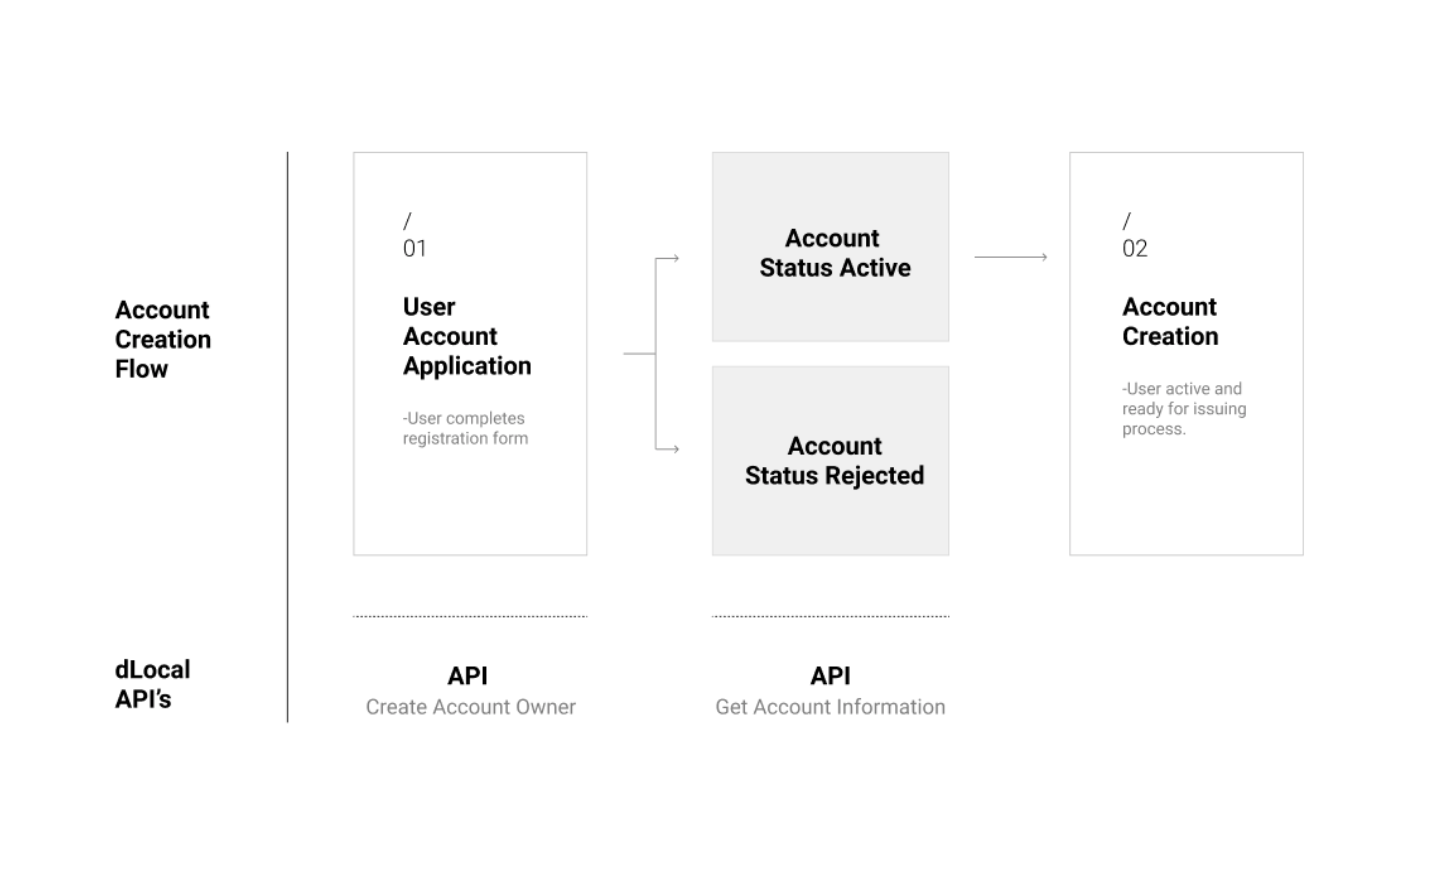 Account
Creation
Flow
/
01
User
Account
Application
-User completes
registration form
Account
Status Active
Account
Status Rejected
/
02
Account
Creation
-User active and
ready for issuing
process.
dLocal
API’s
API
Create Account Owner
API
Get Account Information